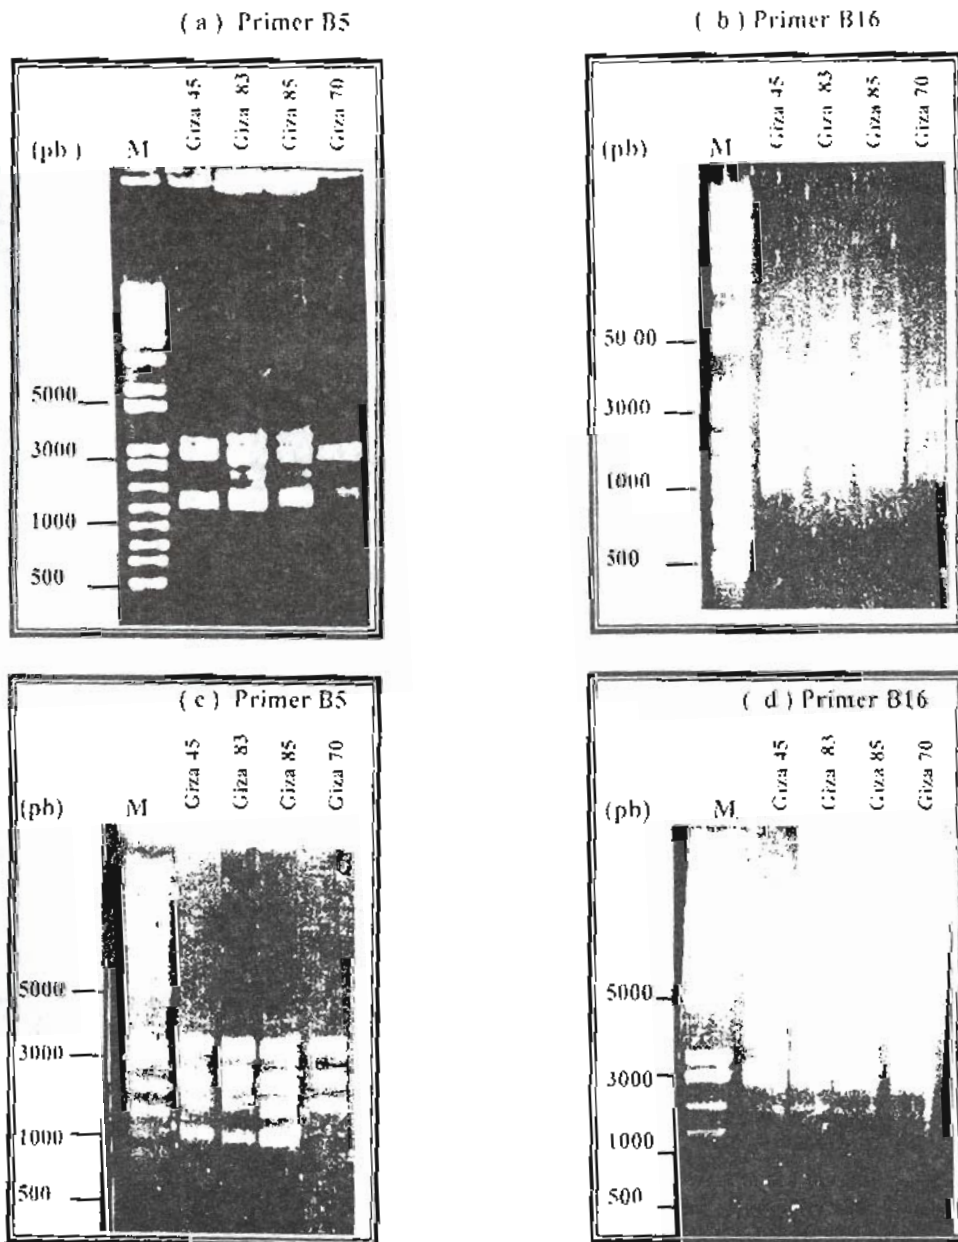 ( a ) Primer B5
Giza 45
Giza 83
Giza 85
Giza 70
(pb )
M
5000
3000
1000
500
( b ) Primer B16
Giza 45
Giza 83
Giza 85
Giza 70
(pb)
M
50 00
3000
1000
500
( c ) Primer B5
Giza 45
Giza 83
Giza 85
Giza 70
(pb)
M
5000
3000
1000
500
( d ) Primer B16
Giza 45
Giza 83
Giza 85
Giza 70
(pb)
M
5000
3000
1000
500